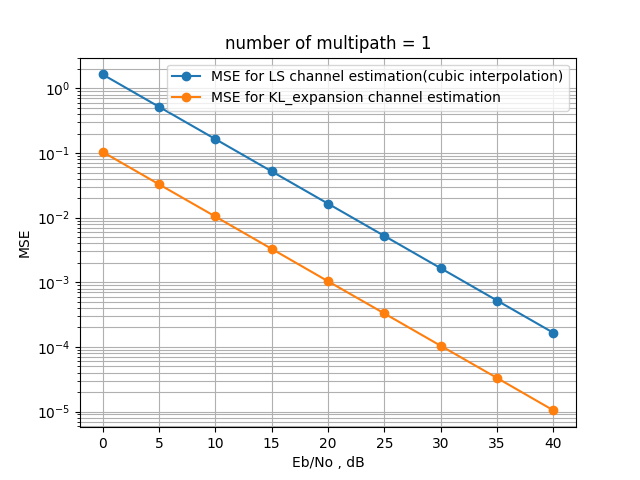 number of multipath = 1
MSE for LS channel estimation(cubic interpolation)
MSE for KL_expansion channel estimation
10⁰
10⁻¹
10⁻²
10⁻³
10⁻⁴
10⁻⁵
MSE
0 5 10 15 20 25 30 35 40
Eb/No , dB